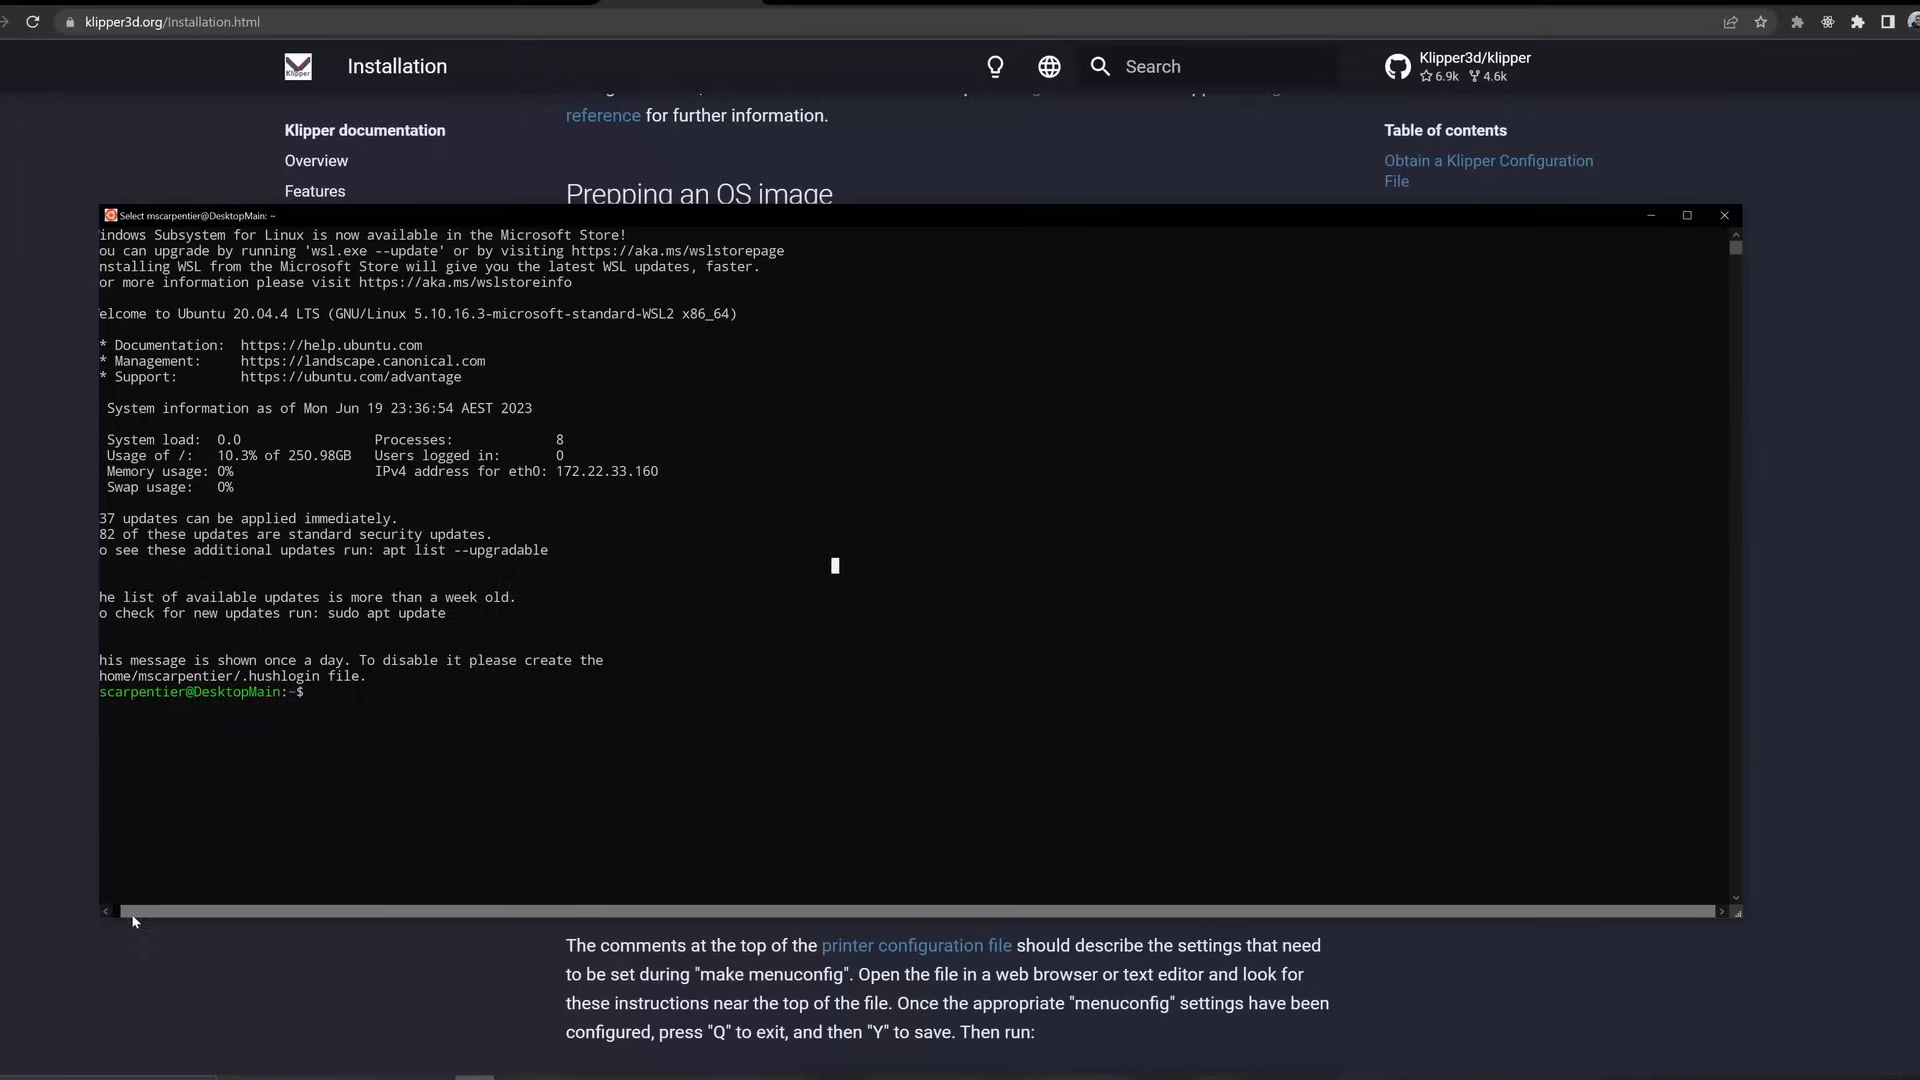 klipper3d.org/Installation.html
Klipper
Installation
Search
Klipper3d/klipper
6.9k 4.6k
reference for further information.
Klipper documentation
Overview
Features
Table of contents
Obtain a Klipper Configuration
File
Prepping an OS image
Select mscarpentier@DesktopMain: ~
indows Subsystem for Linux is now available in the Microsoft Store!
ou can upgrade by running 'wsl.exe --update' or by visiting https://aka.ms/wslstorepage
nstalling WSL from the Microsoft Store will give you the latest WSL updates, faster.
or more information please visit https://aka.ms/wslstoreinfo
elcome to Ubuntu 20.04.4 LTS (GNU/Linux 5.10.16.3-microsoft-standard-WSL2 x86_64)
* Documentation: https://help.ubuntu.com
* Management: https://landscape.canonical.com
* Support: https://ubuntu.com/advantage
System information as of Mon Jun 19 23:36:54 AEST 2023
System load: 0.0 Processes: 8
Usage of /: 10.3% of 250.98GB Users logged in: 0
Memory usage: 0% IPv4 address for eth0: 172.22.33.160
Swap usage: 0%
37 updates can be applied immediately.
82 of these updates are standard security updates.
o see these additional updates run: apt list --upgradable
he list of available updates is more than a week old.
o check for new updates run: sudo apt update
his message is shown once a day. To disable it please create the
home/mscarpentier/.hushlogin file.
scarpentier@DesktopMain:~$
The comments at the top of the printer configuration file should describe the settings that need
to be set during "make menuconfig". Open the file in a web browser or text editor and look for
these instructions near the top of the file. Once the appropriate "menuconfig" settings have been
configured, press "Q" to exit, and then "Y" to save. Then run: